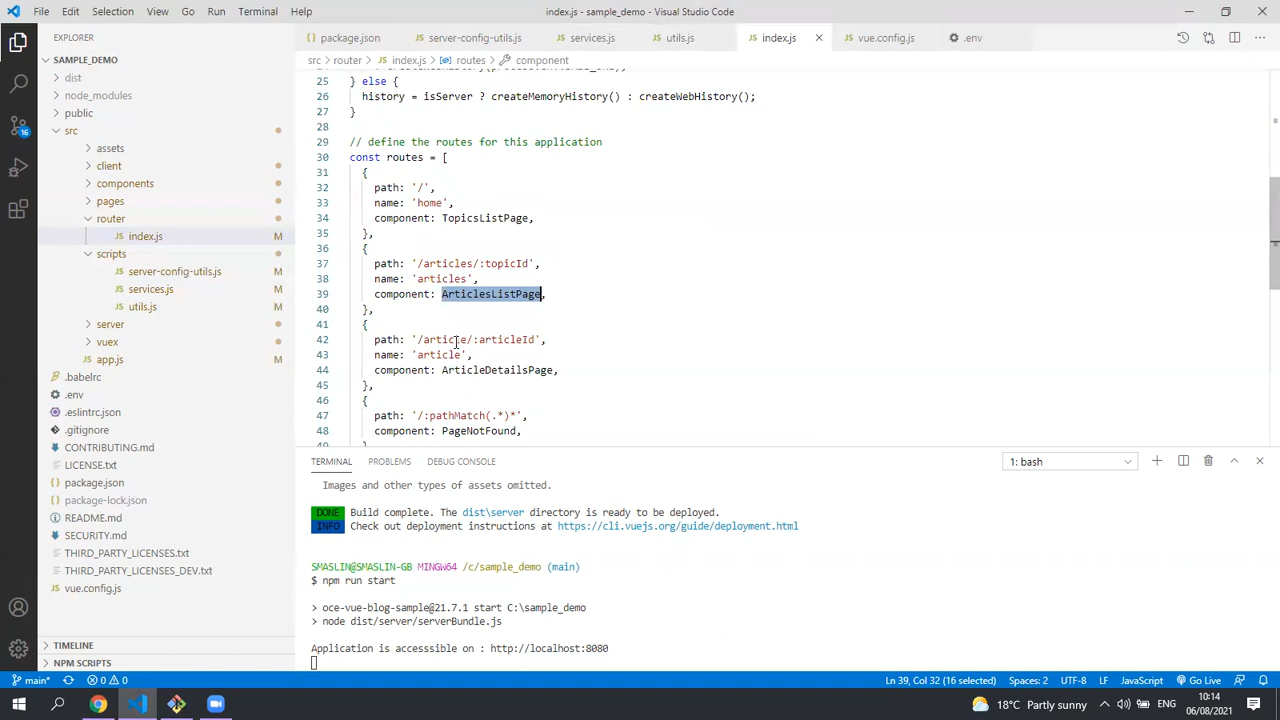 File Edit Selection View Go Run Terminal Help
index.js - sample_demo - Visual Studio Code
EXPLORER
SAMPLE_DEMO
dist
node_modules
public
src
assets
client
components
pages
router
index.js M
scripts
server-config-utils.js M
services.js M
utils.js M
server
vuex
app.js M
.babelrc
.env
.eslintrc.json
.gitignore
CONTRIBUTING.md
LICENSE.txt
package.json
package-lock.json
README.md
SECURITY.md
THIRD_PARTY_LICENSES.txt
THIRD_PARTY_LICENSES_DEV.txt
vue.config.js
TIMELINE
NPM SCRIPTS
16
package.json server-config-utils.js services.js utils.js index.js vue.config.js .env
src > router > index.js > routes > component
25 } else {
26 history = isServer ? createMemoryHistory() : createWebHistory();
27 }
28
29 // define the routes for this application
30 const routes = [
31 {
32 path: '/',
33 name: 'home',
34 component: TopicsListPage,
35 },
36 {
37 path: '/articles/:topicId',
38 name: 'articles',
39 component: ArticlesListPage,
40 },
41 {
42 path: '/article/:articleId',
43 name: 'article',
44 component: ArticleDetailsPage,
45 },
46 {
47 path: '/:pathMatch(.*)*',
48 component: PageNotFound,
TERMINAL PROBLEMS DEBUG CONSOLE
1: bash
Images and other types of assets omitted.
DONE Build complete. The dist\server directory is ready to be deployed.
INFO Check out deployment instructions at https://cli.vuejs.org/guide/deployment.html
SMASLIN@SMASLIN-GB MINGW64 /c/sample_demo (main)
$ npm run start
> oce-vue-blog-sample@21.7.1 start C:\sample_demo
> node dist/server/serverBundle.js
Application is accesssible on : http://localhost:8080
main* 0 0
Ln 39, Col 32 (16 selected) Spaces: 2 UTF-8 LF JavaScript Go Live
18°C Partly sunny ENG
10:14
06/08/2021